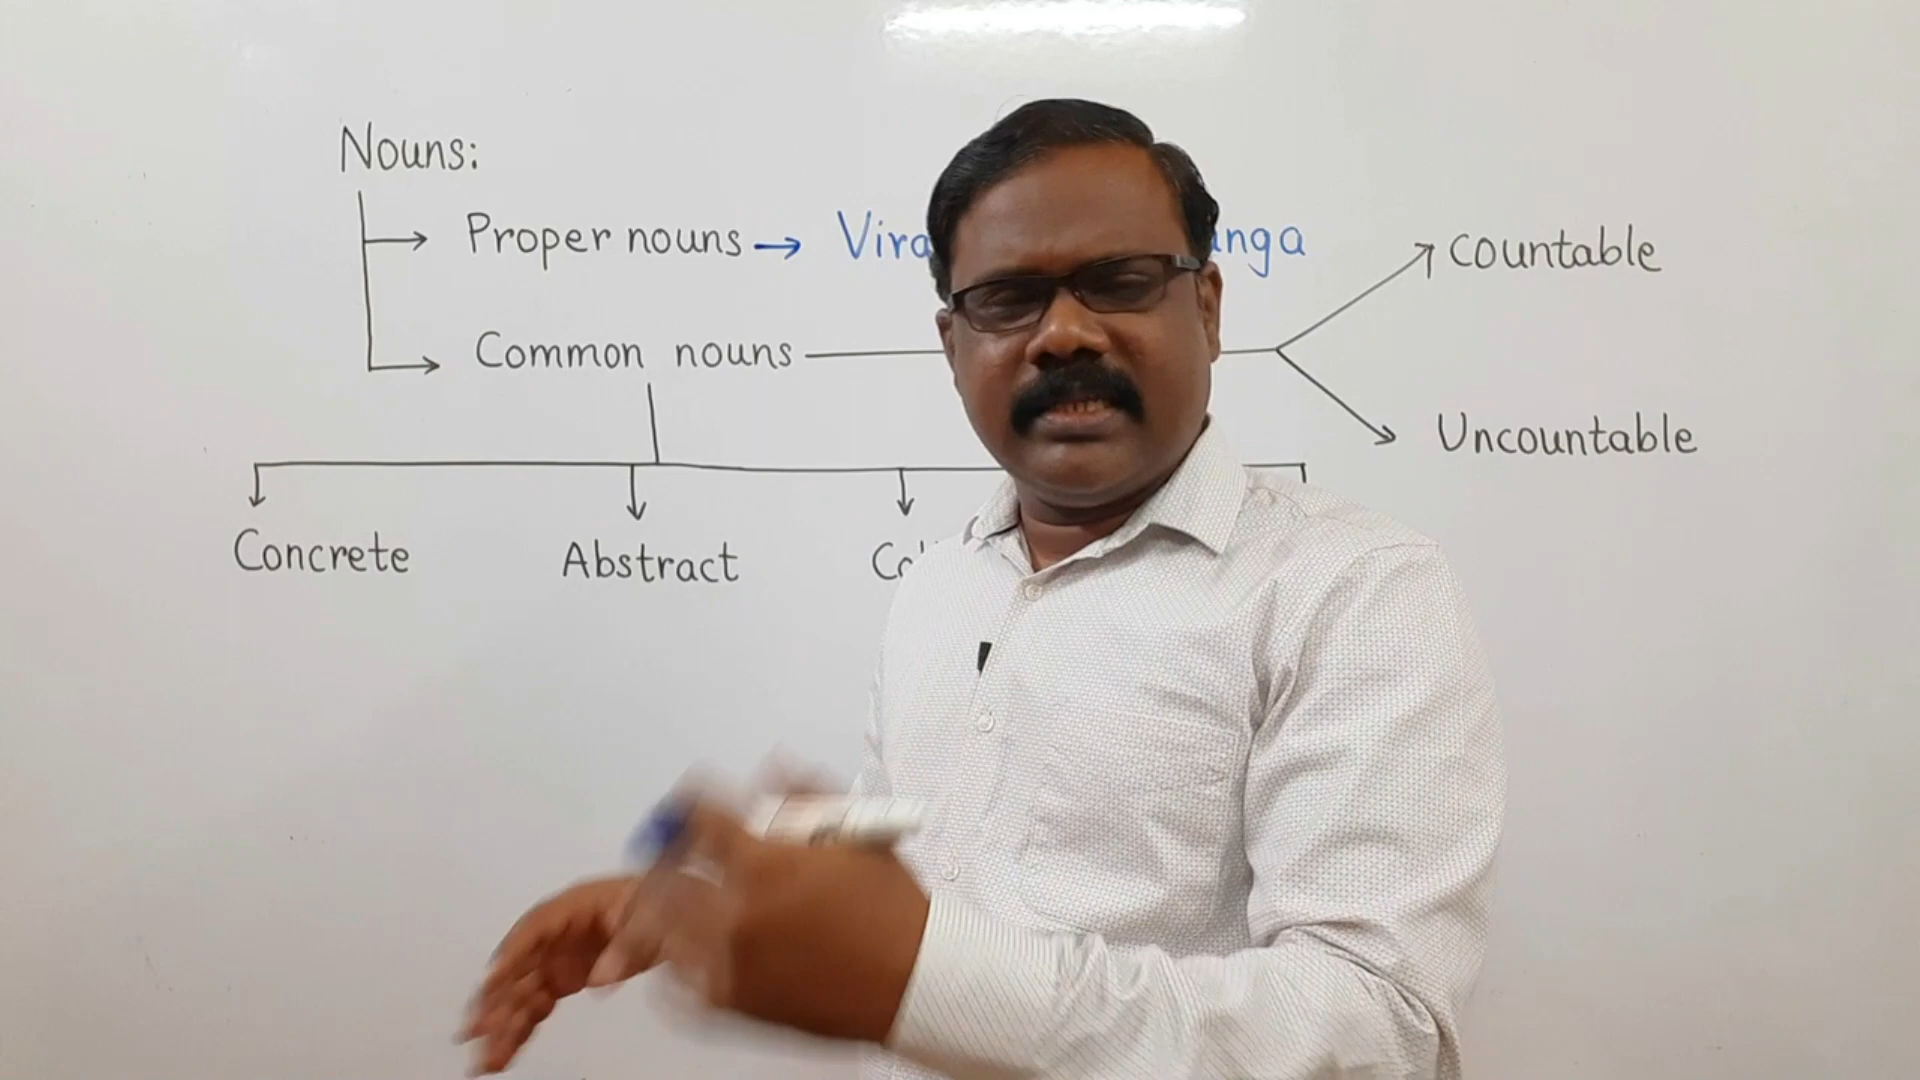 Nouns:
Proper nouns → 
Common nouns
Countable
Uncountable
Concrete Abstract